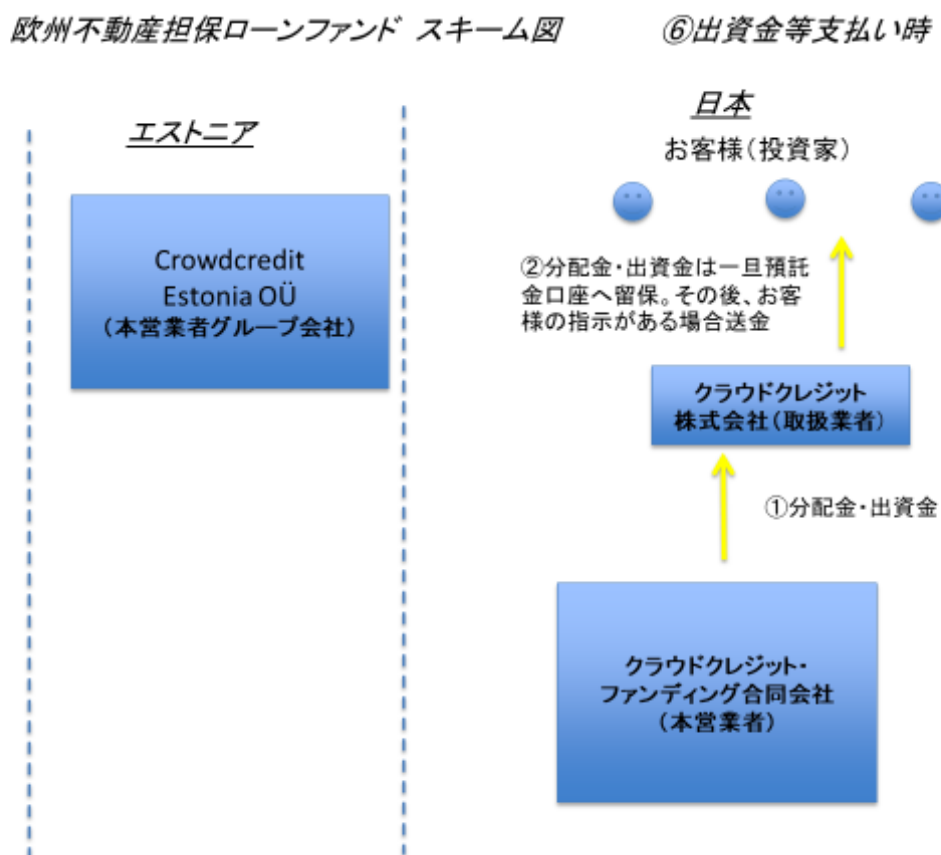 欧州不動産担保ローンファンド スキーム図 ⑥出資金等支払い時
エストニア
日本
お客様(投資家)
Crowdcredit
Estonia OÜ
(本営業者グループ会社)
②分配金・出資金は一旦預託
金口座へ留保。その後、お客
様の指示がある場合送金
クラウドクレジット
株式会社(取扱業者)
①分配金・出資金
クラウドクレジット・
ファンディング合同会社
(本営業者)